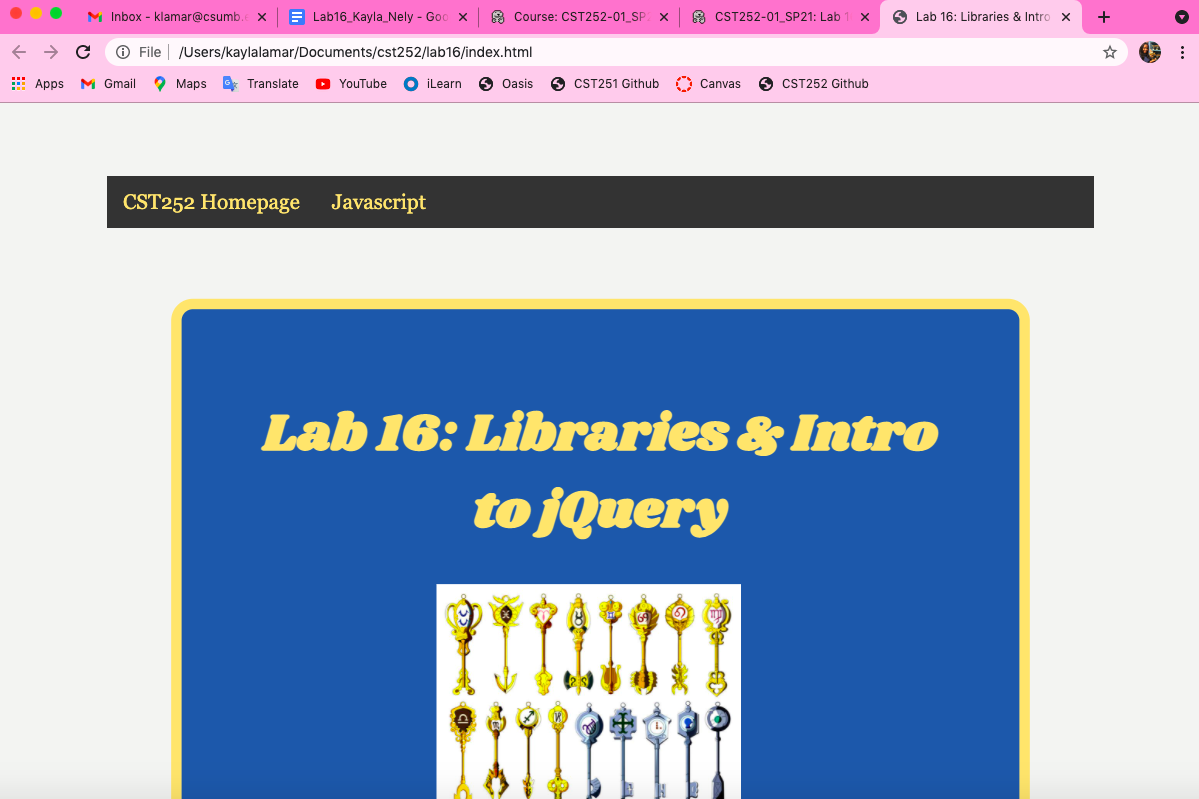 Inbox - klamar@csumb.e
Lab16_Kayla_Nely - Goo
Course: CST252-01_SP2
CST252-01_SP21: Lab 1
Lab 16: Libraries & Intro
File
/Users/kaylalamar/Documents/cst252/lab16/index.html
Apps
Gmail
Maps
Translate
YouTube
iLearn
Oasis
CST251 Github
Canvas
CST252 Github
CST252 Homepage
Javascript
Lab 16: Libraries & Intro
to jQuery